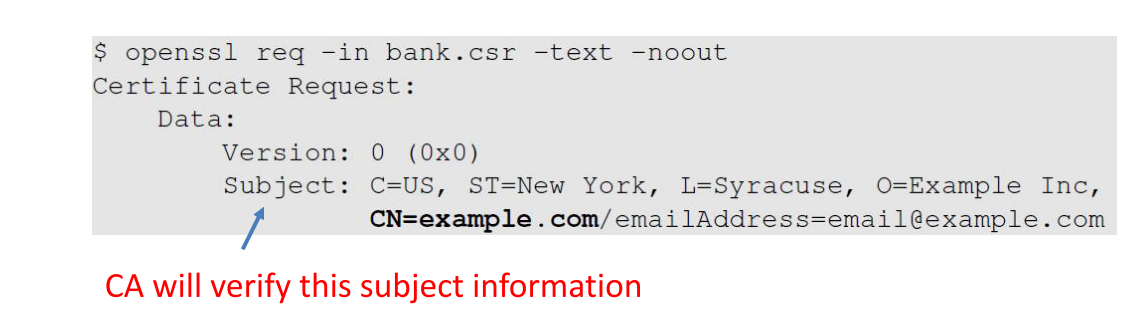 $ openssl req −in bank.csr −text −noout
Certificate Request:
Data:
Version: 0 (0x0)
Subject: C=US, ST=New York, L=Syracuse, O=Example Inc,
CN=example.com/emailAddress=email@example.com
CA will verify this subject information